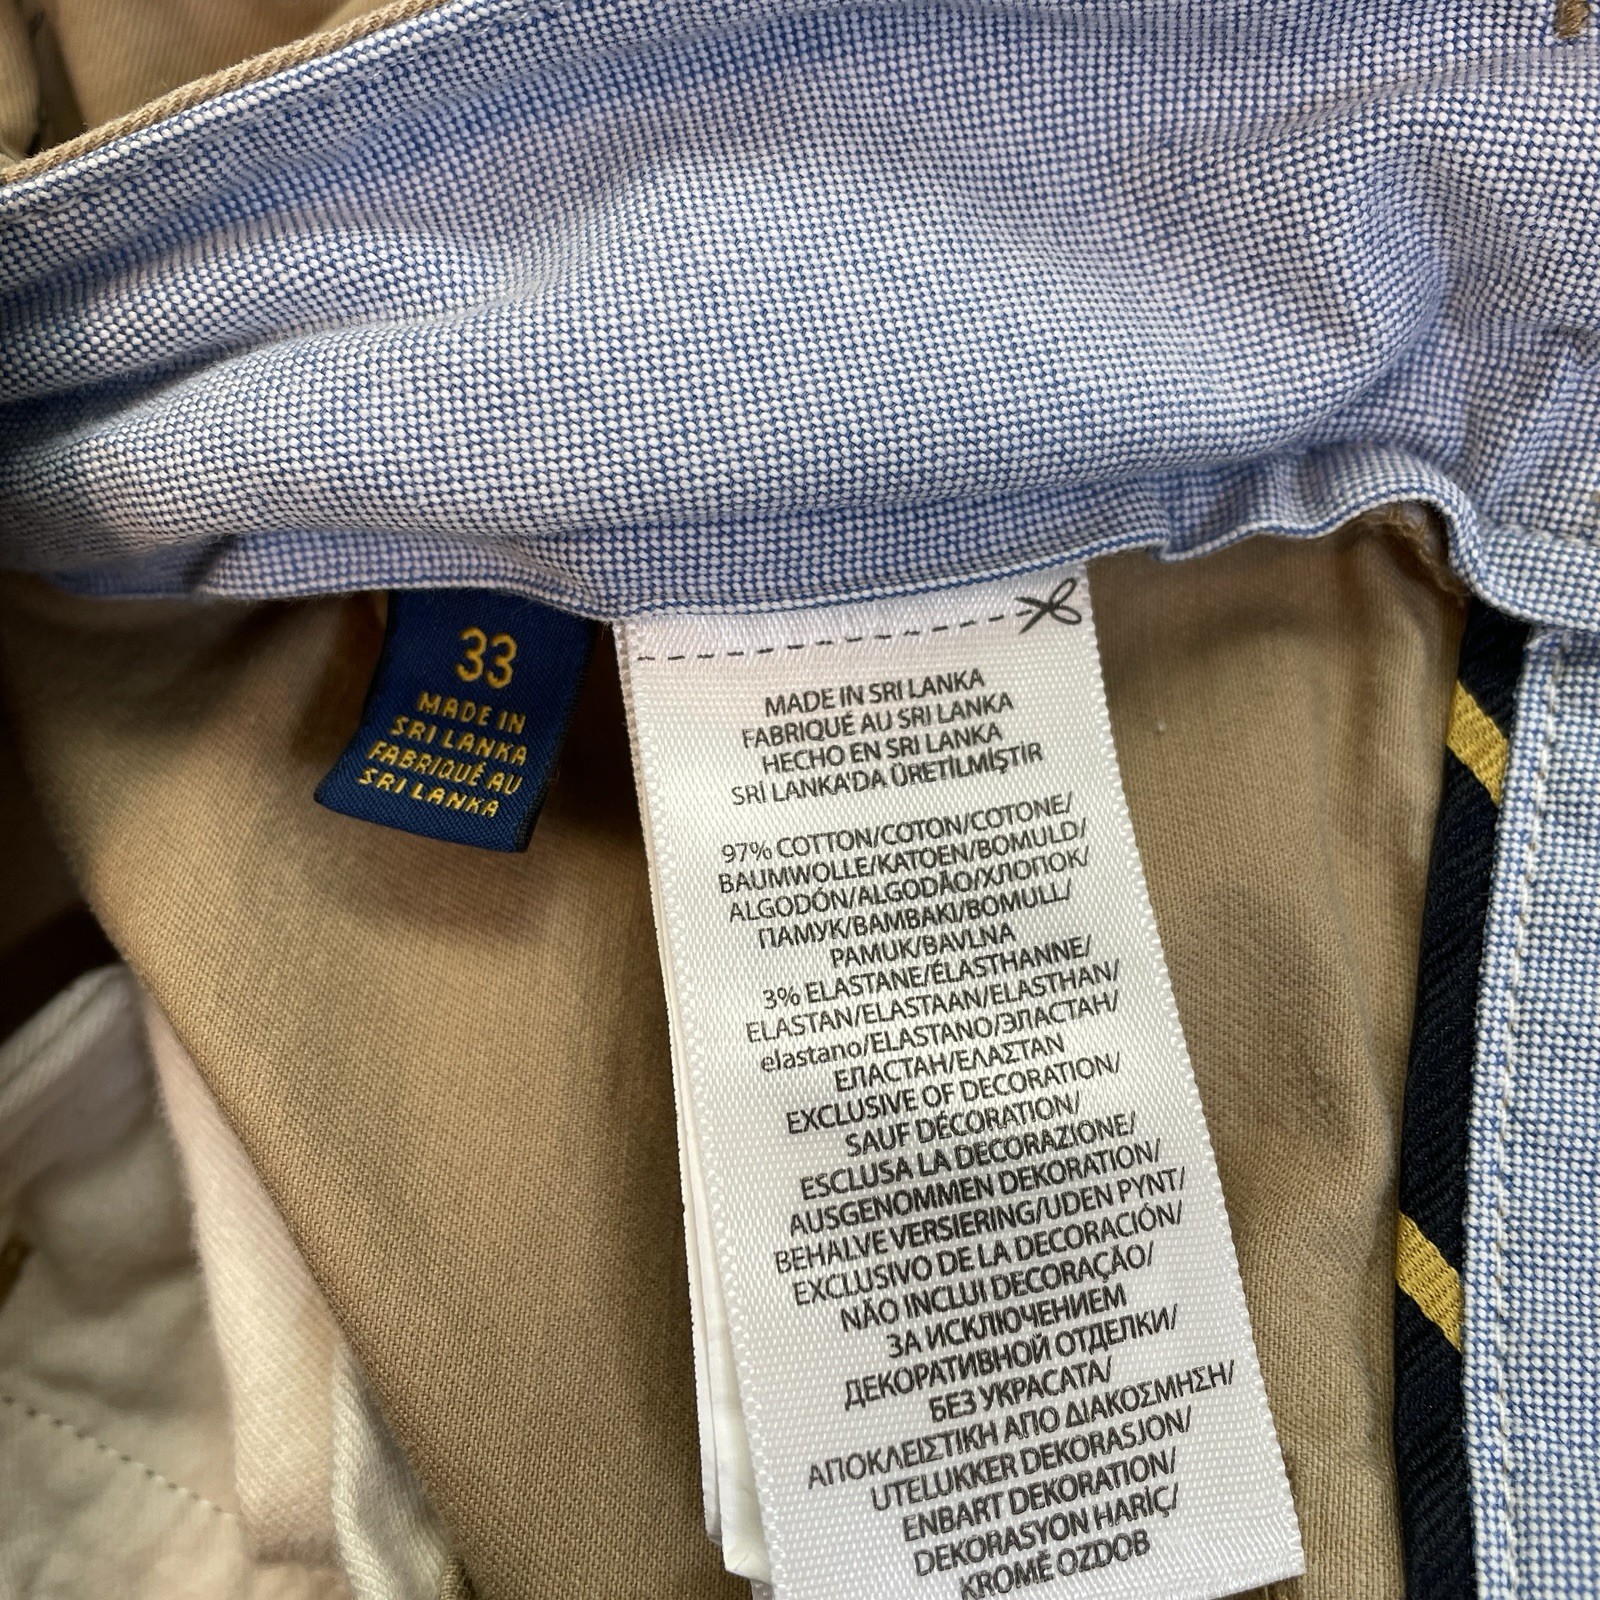 33
MADE IN
SRI LANKA
FABRIQUÉ AU
SRI LANKA
MADE IN SRI LANKA
FABRIQUÉ AU SRI LANKA
HECHO EN SRI LANKA
SRİ LANKA'DA ÜRETİLMİŞTİR
97% COTTON/COTON/COTONE/
BAUMWOLLE/KATOEN/BOMULD/
ALGODÓN/ALGODÃO/ХЛОПОК/
ПАМУК/ΒΑΜΒΑΚΙ/BOMULL/
PAMUK/BAVLNA
3% ELASTANE/ÉLASTHANNE/
ELASTAN/ELASTAAN/ELASTHAN/
elastano/ELASTANO/ЭЛАСТАН/
ЕЛАСТАН/ΕΛΑΣΤΑΝ
EXCLUSIVE OF DECORATION/
SAUF DÉCORATION/
ESCLUSA LA DECORAZIONE/
AUSGENOMMEN DEKORATION/
BEHALVE VERSIERING/UDEN PYNT/
EXCLUSIVO DE LA DECORACIÓN/
NÃO INCLUI DECORAÇÃO/
ЗА ИСКЛЮЧЕНИЕМ
ДЕКОРАТИВНОЙ ОТДЕЛКИ/
БЕЗ УКРАСАТА/
ΑΠΟΚΛΕΙΣΤΙΚΗ ΑΠΟ ΔΙΑΚΟΣΜΗΣΗ/
UTELUKKER DEKORASJON/
ENBART DEKORATION/
DEKORASYON HARİÇ/
KROMĚ OZDOB